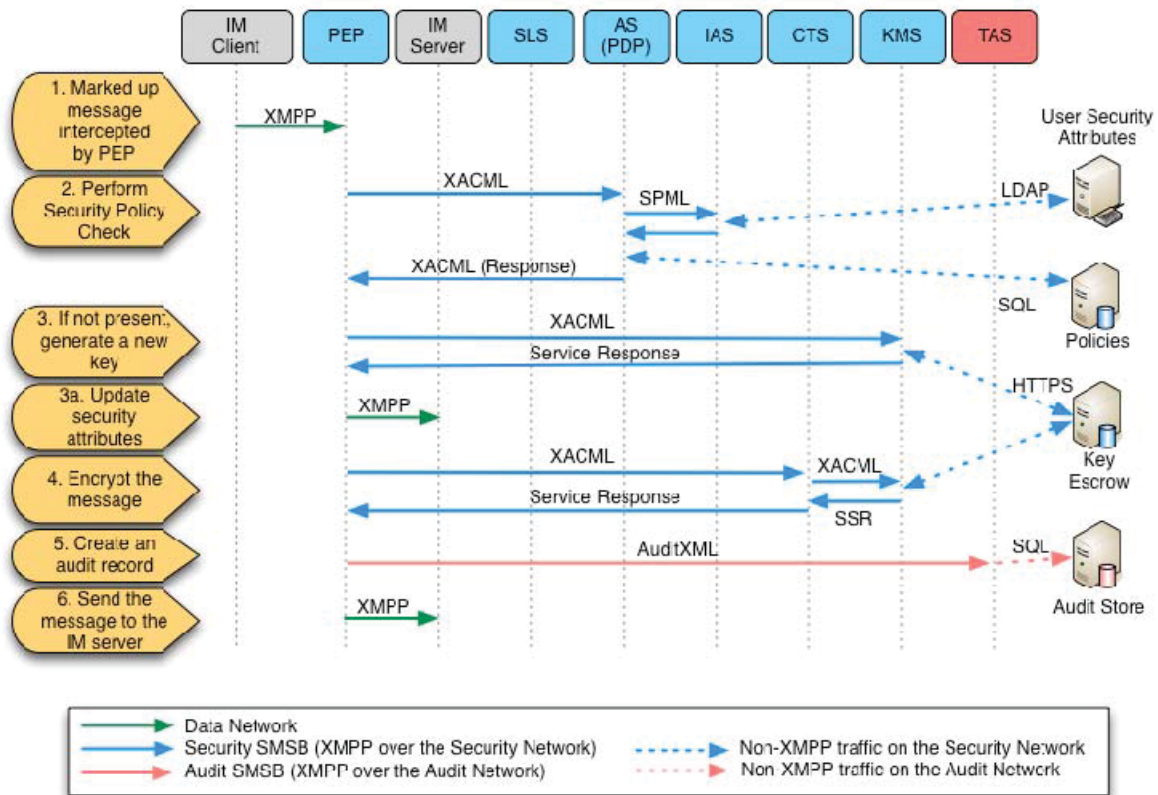 IM
Client
PEP
IM
Server
SLS
AS
(PDP)
IAS
CTS
KMS
TAS
1. Marked up
message
intercepted
by PEP
XMPP
User Security
Attributes
2. Perform
Security Policy
Check
XACML
SPML
LDAP
XACML (Response)
SQL
Policies
3. If not present,
generate a new
key
XACML
Service Response
HTTPS
3a. Update
security
attributes
XMPP
Key
Escrow
4. Encrypt the
message
XACML
XACML
Service Response
SSR
5. Create an
audit record
AuditXML
SQL
Audit Store
6. Send the
message to the
IM server
XMPP
Data Network
Security SMSB (XMPP over the Security Network)
Audit SMSB (XMPP over the Audit Network)
Non-XMPP traffic on the Security Network
Non-XMPP traffic on the Audit Network